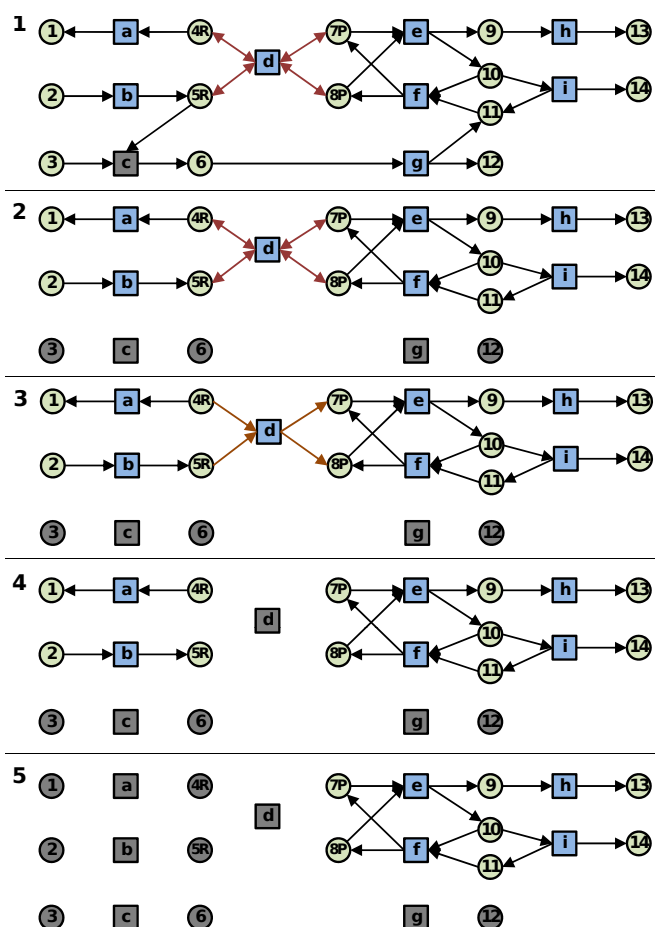 1 1 a 4R 7P e 9 h 13
d
10
2 b 5R 8P f i 14
11
3 c 6 g 12
2 1 a 4R 7P e 9 h 13
d
10
2 b 5R 8P f i 14
11
3 c 6 g 12
3 1 a 4R 7P e 9 h 13
d
10
2 b 5R 8P f i 14
11
3 c 6 g 12
4 1 a 4R 7P e 9 h 13
d
10
2 b 5R 8P f i 14
11
3 c 6 g 12
5 1 a 4R 7P e 9 h 13
d
10
2 b 5R 8P f i 14
11
3 c 6 g 12